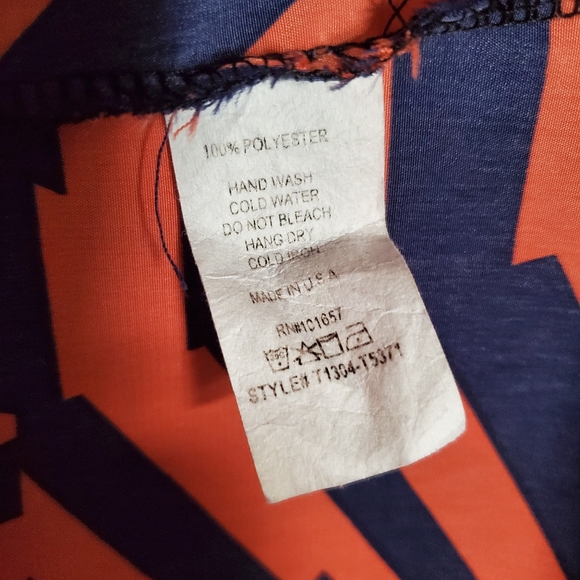 100% POLYESTER
HAND WASH
COLD WATER
DO NOT BLEACH
HANG DRY
COLD IRON
MADE IN U.S.A
RN#101657
STYLE# T1304-T5371